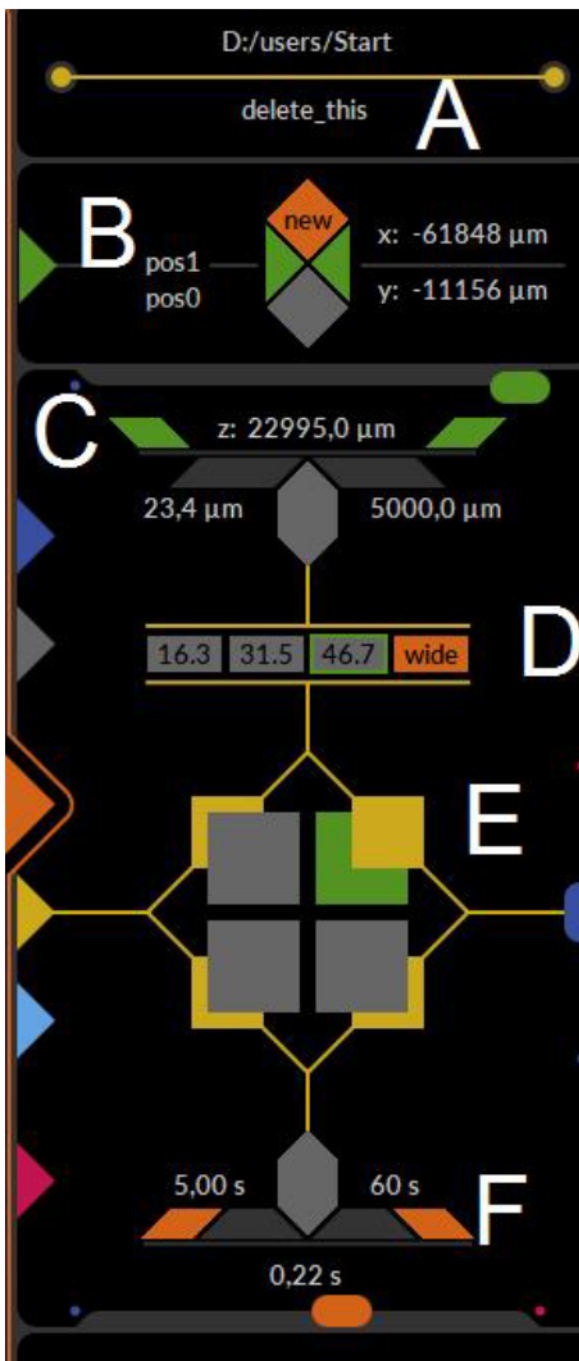 D:/users/Start
delete_this
A
B
new
x: -61848 µm
pos1
pos0
y: -11156 µm
C
z: 22995,0 µm
23,4 µm 5000,0 µm
D
16.3 31.5 46.7 wide
E
5,00 s 60 s
F
0,22 s